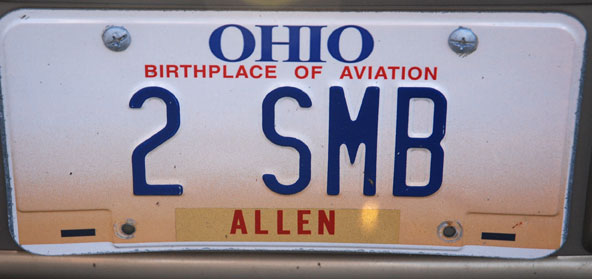 OHIO
BIRTHPLACE OF AVIATION
2 SMB
ALLEN